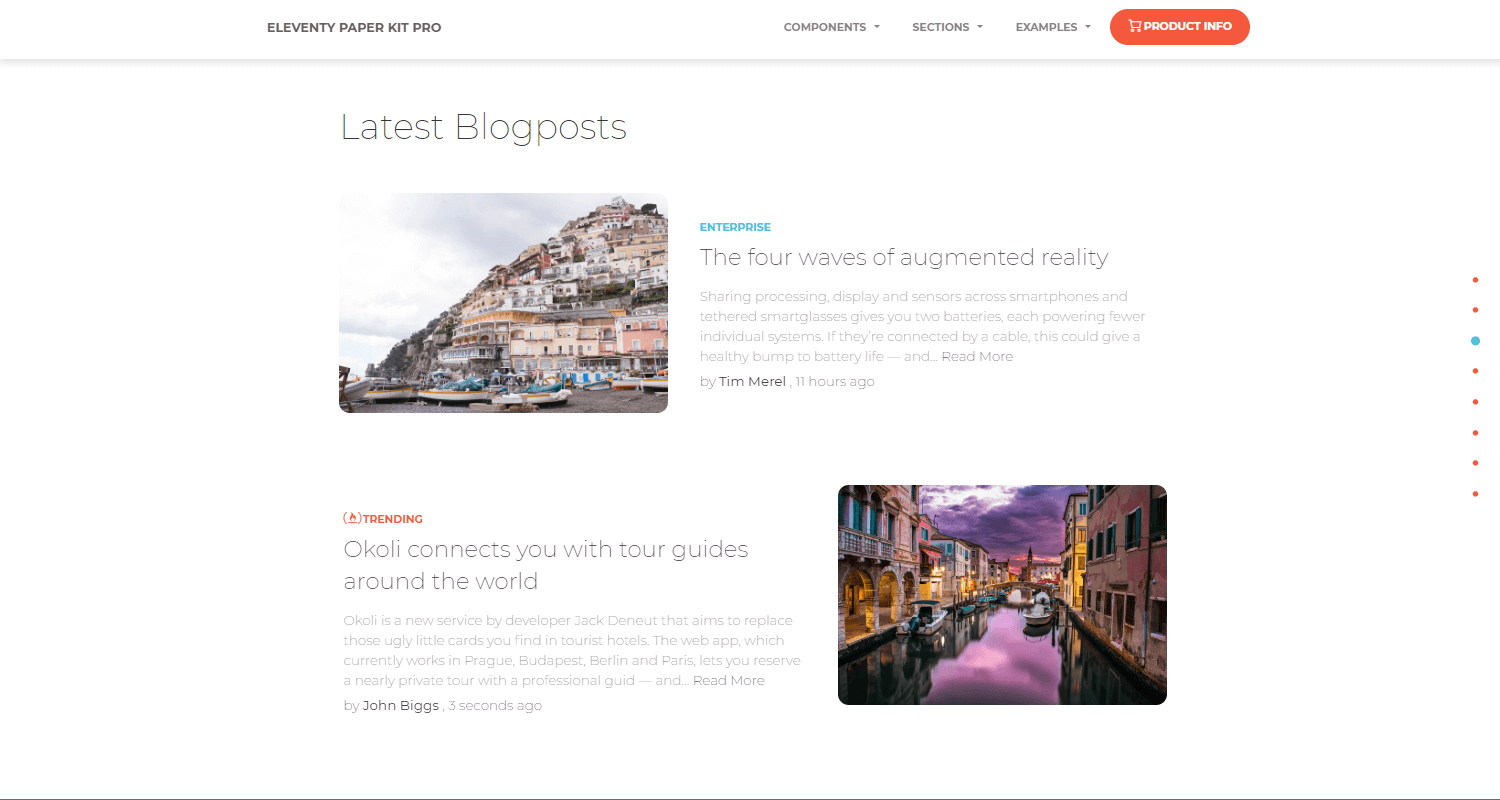 ELEVENTY PAPER KIT PRO
COMPONENTS
SECTIONS
EXAMPLES
PRODUCT INFO
Latest Blogposts
ENTERPRISE
The four waves of augmented reality
Sharing processing, display and sensors across smartphones and
tethered smartglasses gives you two batteries, each powering fewer
individual systems. If they’re connected by a cable, this could give a
healthy bump to battery life — and... Read More
by Tim Merel , 11 hours ago
TRENDING
Okoli connects you with tour guides
around the world
Okoli is a new service by developer Jack Deneut that aims to replace
those ugly little cards you find in tourist hotels. The web app, which
currently works in Prague, Budapest, Berlin and Paris, lets you reserve
a nearly private tour with a professional guid — and... Read More
by John Biggs , 3 seconds ago